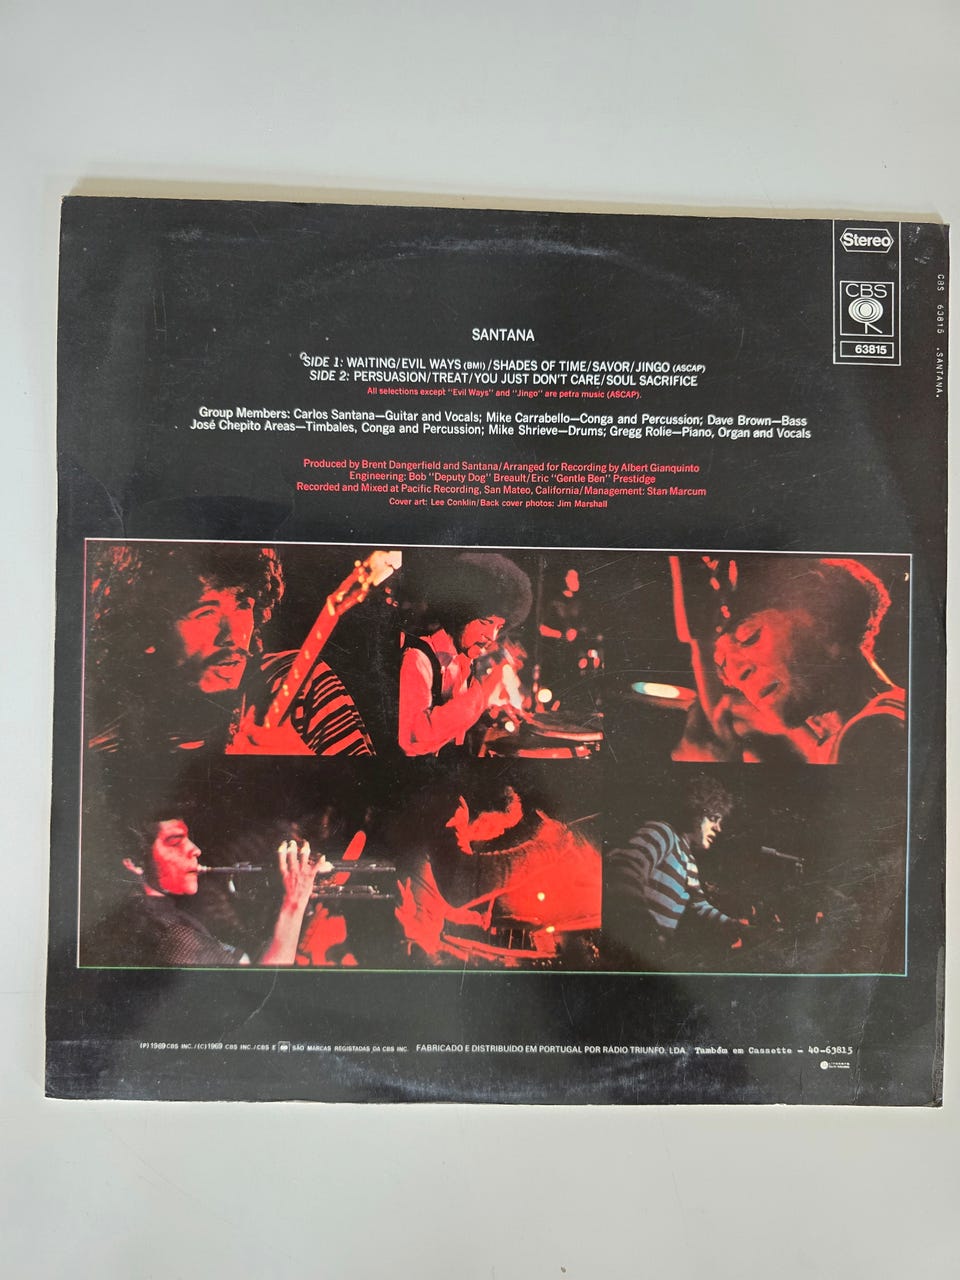 Stereo
CBS
63815
CBS 63815 .SANTANA.
SANTANA
SIDE 1: WAITING/EVIL WAYS (BMI)/SHADES OF TIME/SAVOR/JINGO (ASCAP)
SIDE 2: PERSUASION/TREAT/YOU JUST DON'T CARE/SOUL SACRIFICE
All selections except "Evil Ways" and "Jingo" are petra music (ASCAP).
Group Members: Carlos Santana—Guitar and Vocals; Mike Carrabello—Conga and Percussion; Dave Brown—Bass
José Chepito Areas—Timbales, Conga and Percussion; Mike Shrieve—Drums; Gregg Rolie—Piano, Organ and Vocals
Produced by Brent Dangerfield and Santana/Arranged for Recording by Albert Gianquinto
Engineering: Bob "Deputy Dog" Breault/Eric "Gentle Ben" Prestidge
Recorded and Mixed at Pacific Recording, San Mateo, California/Management: Stan Marcum
Cover art: Lee Conklin/Back cover photos: Jim Marshall
(P) 1969 CBS INC./(C) 1969 CBS INC./CBS E SÃO MARCAS REGISTADAS DA CBS INC. FABRICADO E DISTRIBUÍDO EM PORTUGAL POR RÁDIO TRIUNFO, LDA. Também em Cassette - 40-63815